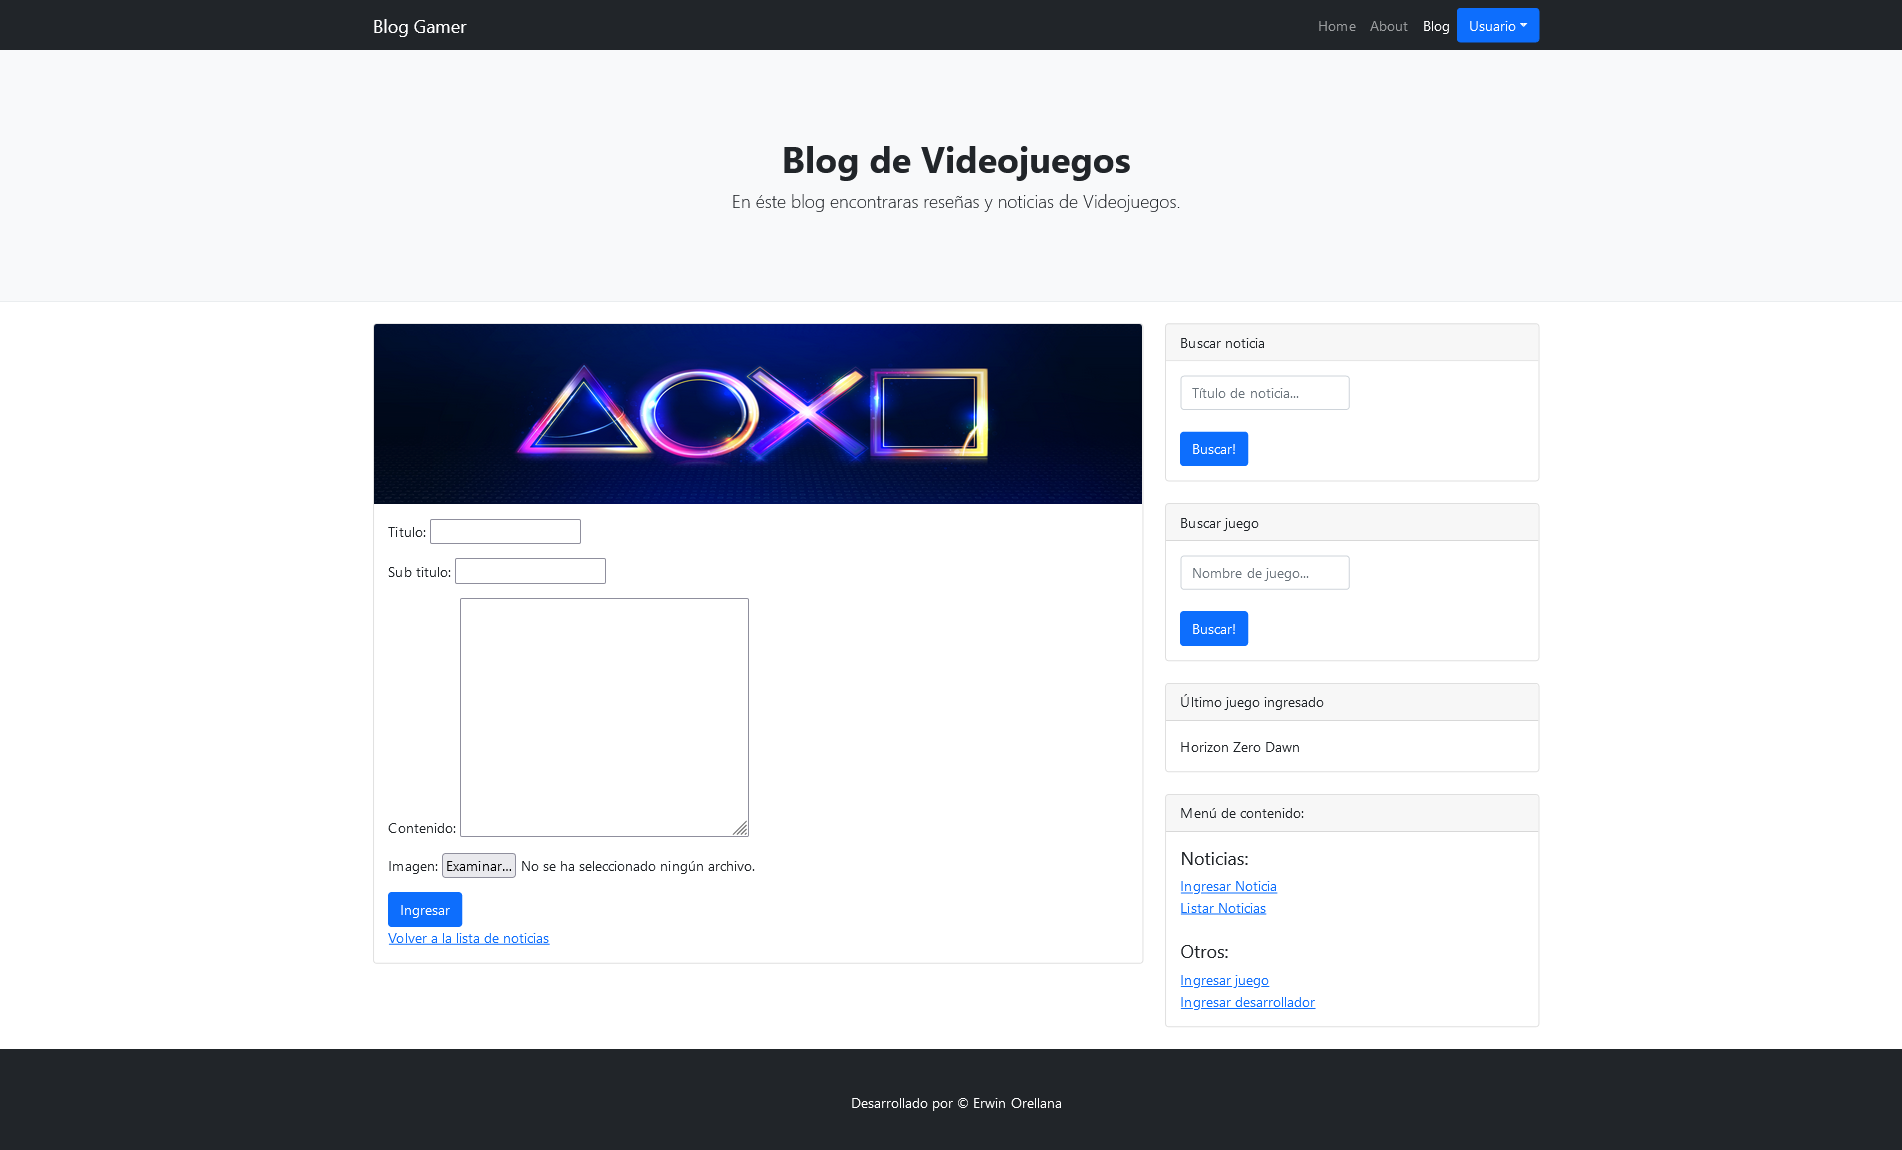 Blog Gamer
Home
About
Blog
Usuario
Blog de Videojuegos
En éste blog encontraras reseñas y noticias de Videojuegos.
Titulo:
Sub titulo:
Contenido:
Imagen: Examinar... No se ha seleccionado ningún archivo.
Ingresar
Volver a la lista de noticias
Buscar noticia
Título de noticia...
Buscar!
Buscar juego
Nombre de juego...
Buscar!
Último juego ingresado
Horizon Zero Dawn
Menú de contenido:
Noticias:
Ingresar Noticia
Listar Noticias
Otros:
Ingresar juego
Ingresar desarrollador
Desarrollado por © Erwin Orellana